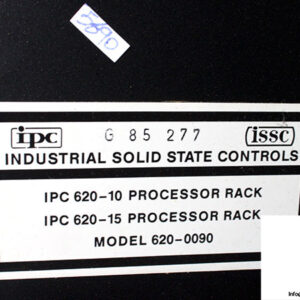 5890
ipc G 85 277 issc
INDUSTRIAL SOLID STATE CONTROLS
IPC 620-10 PROCESSOR RACK
IPC 620-15 PROCESSOR RACK
MODEL 620-0090